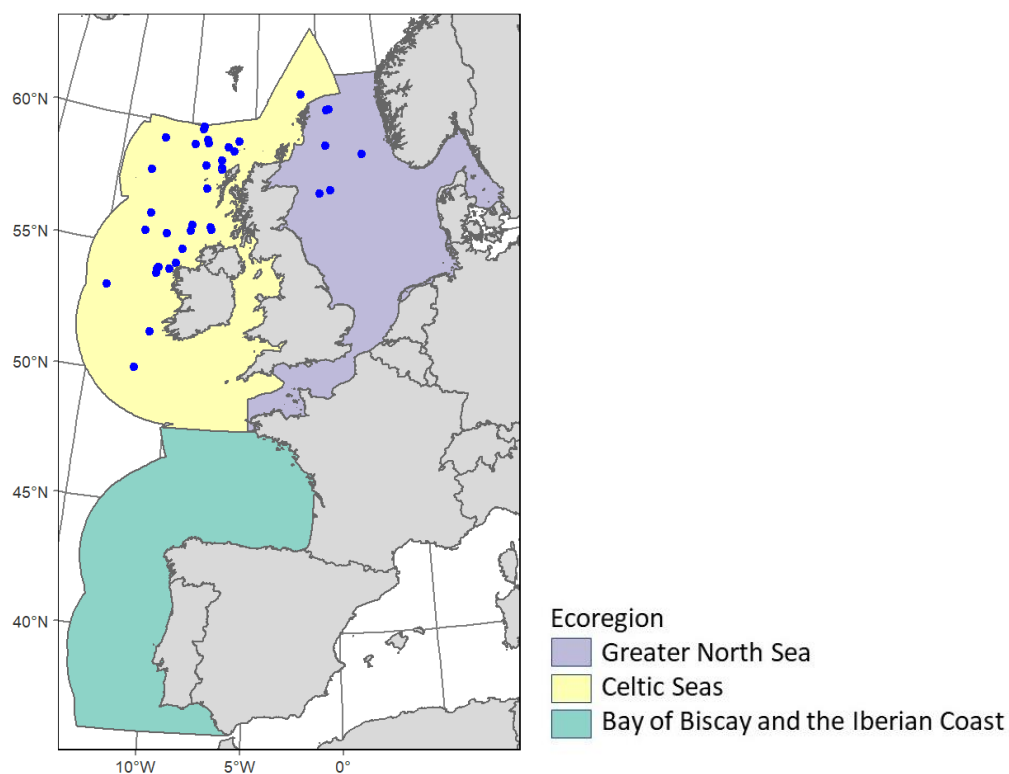 60°N
55°N
50°N
45°N
40°N
10°W 5°W 0°
Ecoregion
Greater North Sea
Celtic Seas
Bay of Biscay and the Iberian Coast